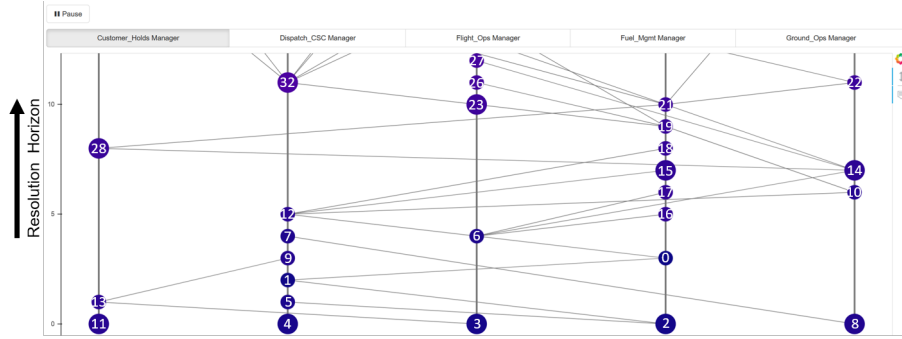 Pause
Customer_Holds Manager Dispatch_CSC Manager Flight_Ops Manager Fuel_Mgmt Manager Ground_Ops Manager
27
32 26 22
10 23 21
19
28 18
15 14
17 10
5 12 16
7 6
9 0
1
13 5
0 11 4 3 2 8
Resolution Horizon